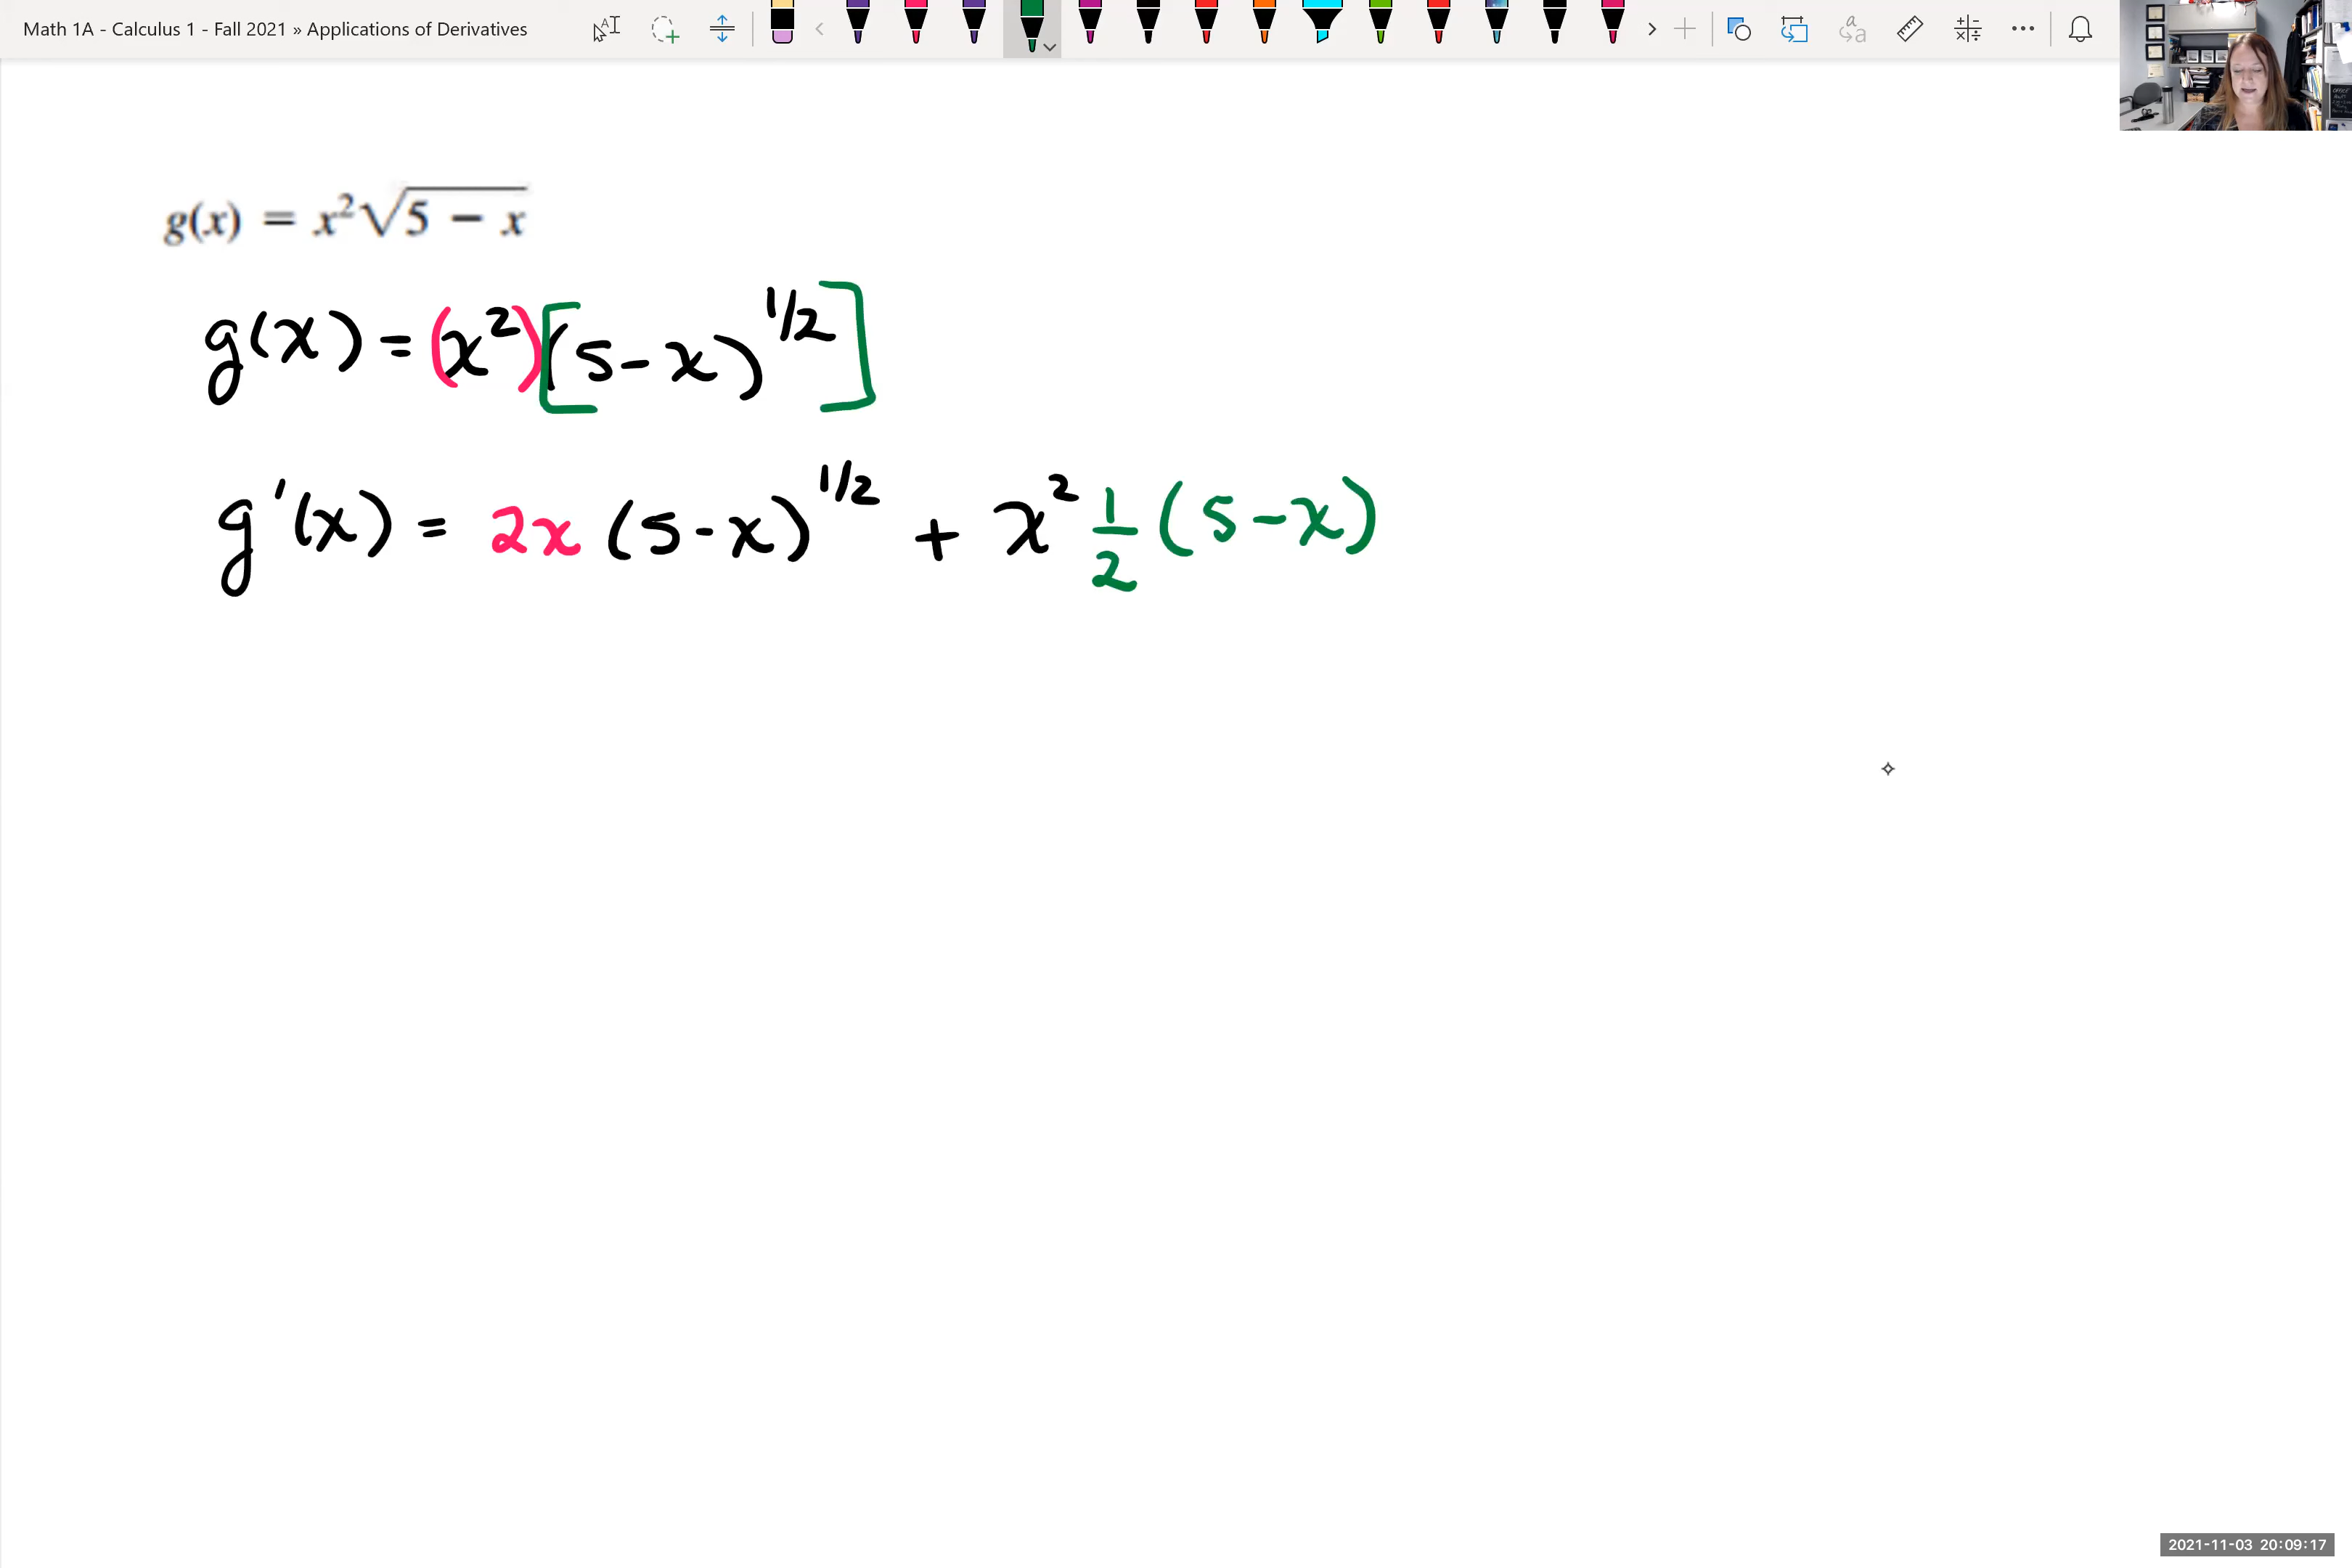 Math 1A - Calculus 1 - Fall 2021 » Applications of Derivatives
g(x) = x²√(5 − x)
g(x) = (x²)[(5-x)^1/2]
g'(x) = 2x (5-x)^1/2 + x² 1/2 (5-x)
2021-11-03 20:09:17